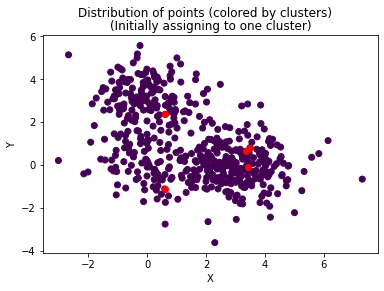 Distribution of points (colored by clusters)
(Initially assigning to one cluster)
6
4
2
0
−2
−4
Y
−2
0
2
4
6
X